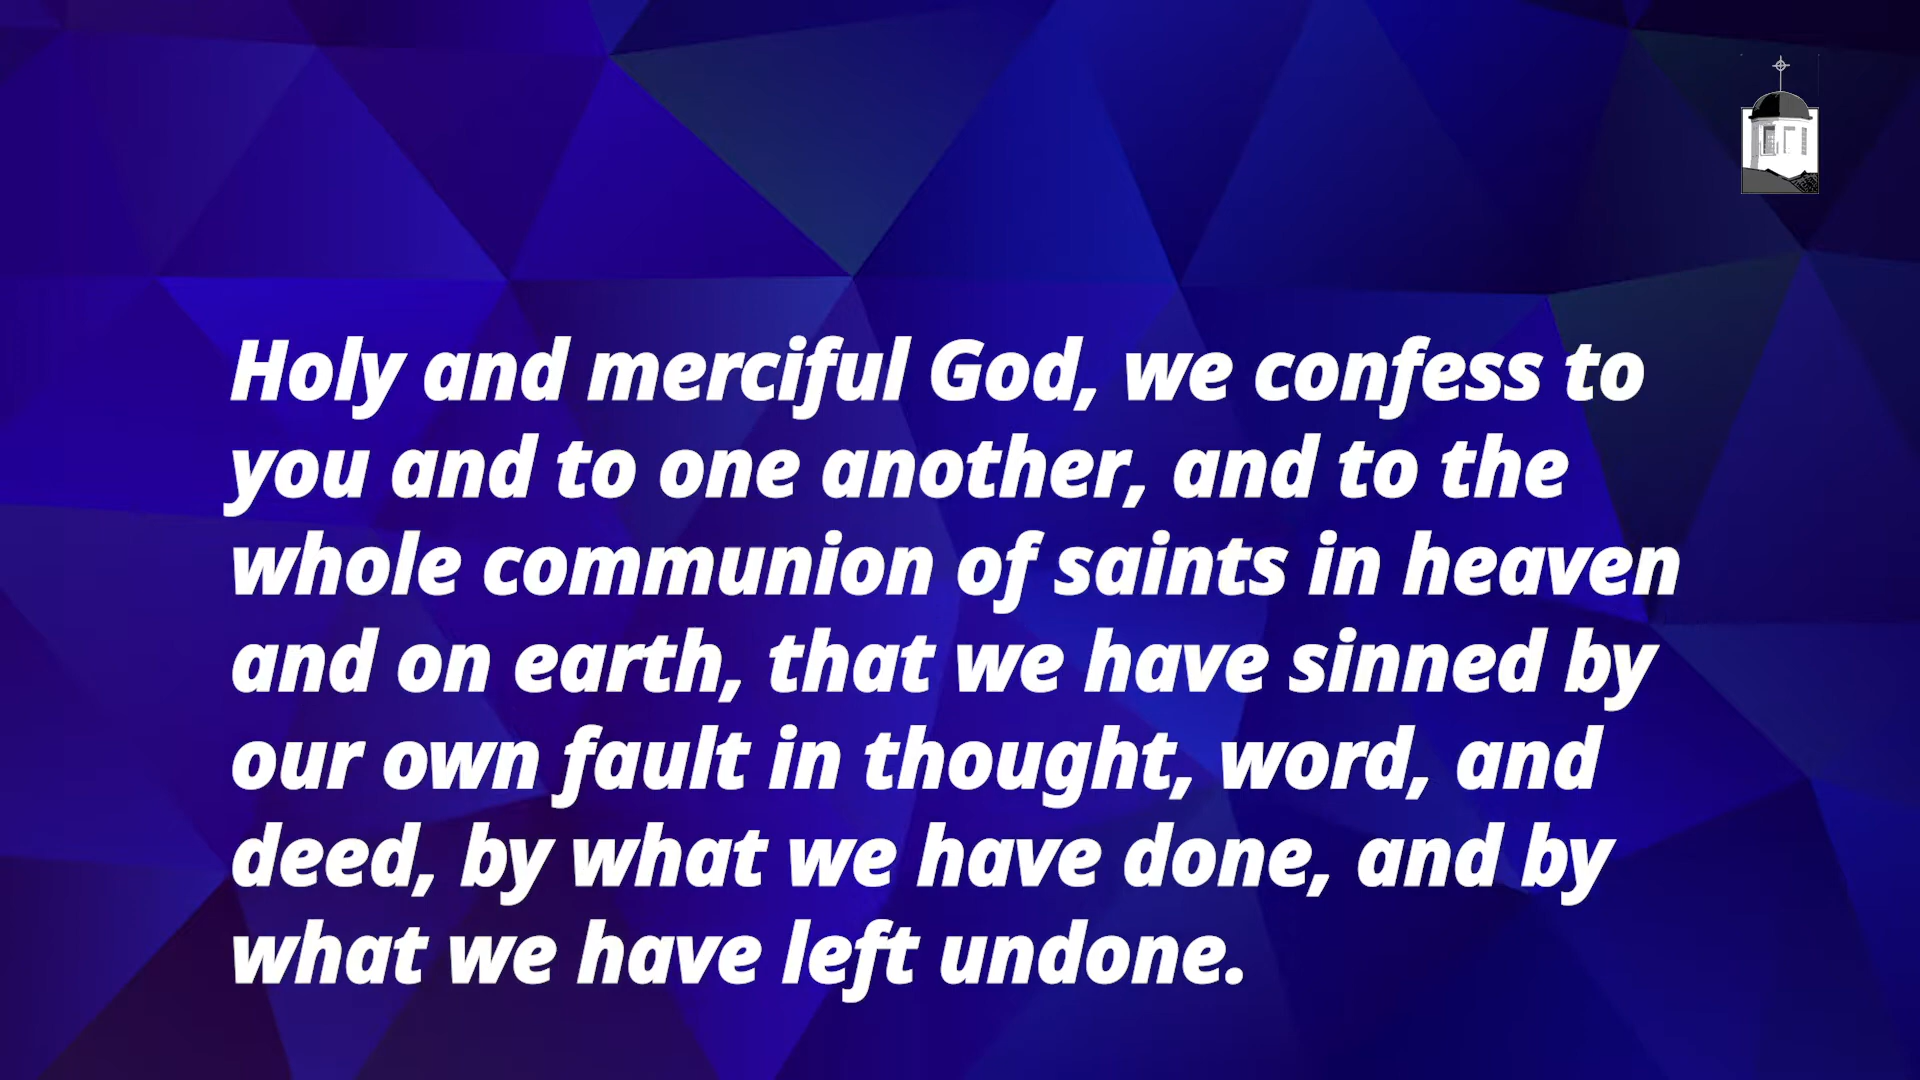 Holy and merciful God, we confess to
you and to one another, and to the
whole communion of saints in heaven
and on earth, that we have sinned by
our own fault in thought, word, and
deed, by what we have done, and by
what we have left undone.